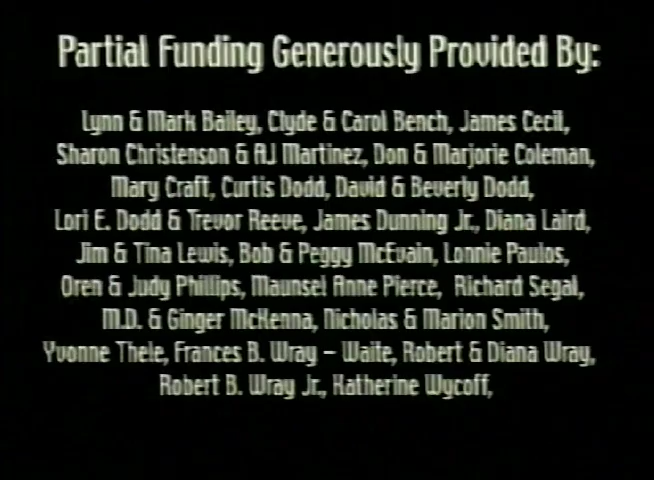 Partial Funding Generously Provided By:
Lynn & Mark Bailey, Clyde & Carol Bench, James Cecil,
Sharon Christenson & AJ Martinez, Don & Marjorie Coleman,
Mary Craft, Curtis Dodd, David & Beverly Dodd,
Lori E. Dodd & Trevor Reeve, James Dunning Jr., Diana Laird,
Jim & Tina Lewis, Bob & Peggy McEvain, Lonnie Paulos,
Oren & Judy Phillips, Maunsel Anne Pierce, Richard Segal,
M.D. & Ginger McKenna, Nicholas & Marion Smith,
Yvonne Thele, Frances B. Wray - Waite, Robert & Diana Wray,
Robert B. Wray Jr., Katherine Wycoff,